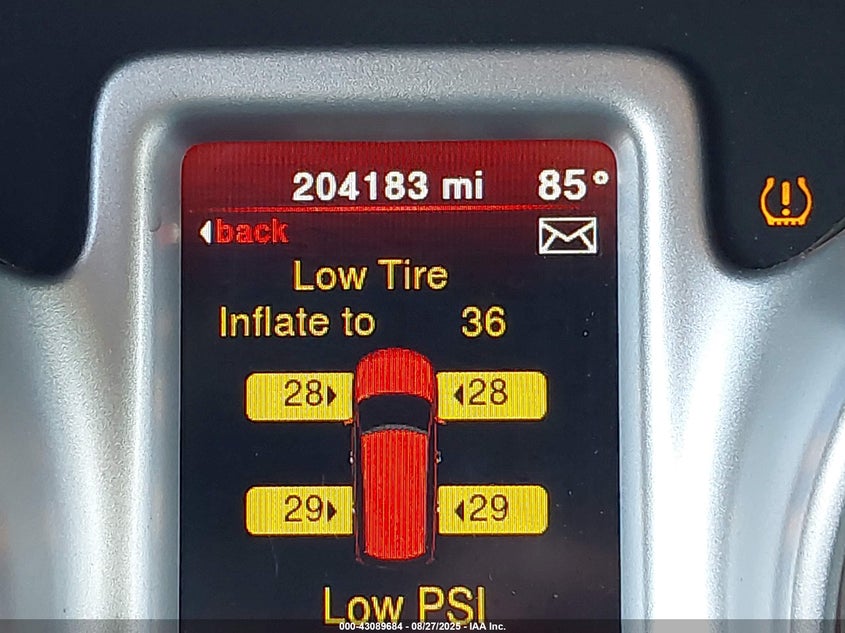 204183 mi 85°
back
Low Tire
Inflate to 36
28 28
29 29
Low PSI
000-43089684 - 08/27/2025 - IAA Inc.